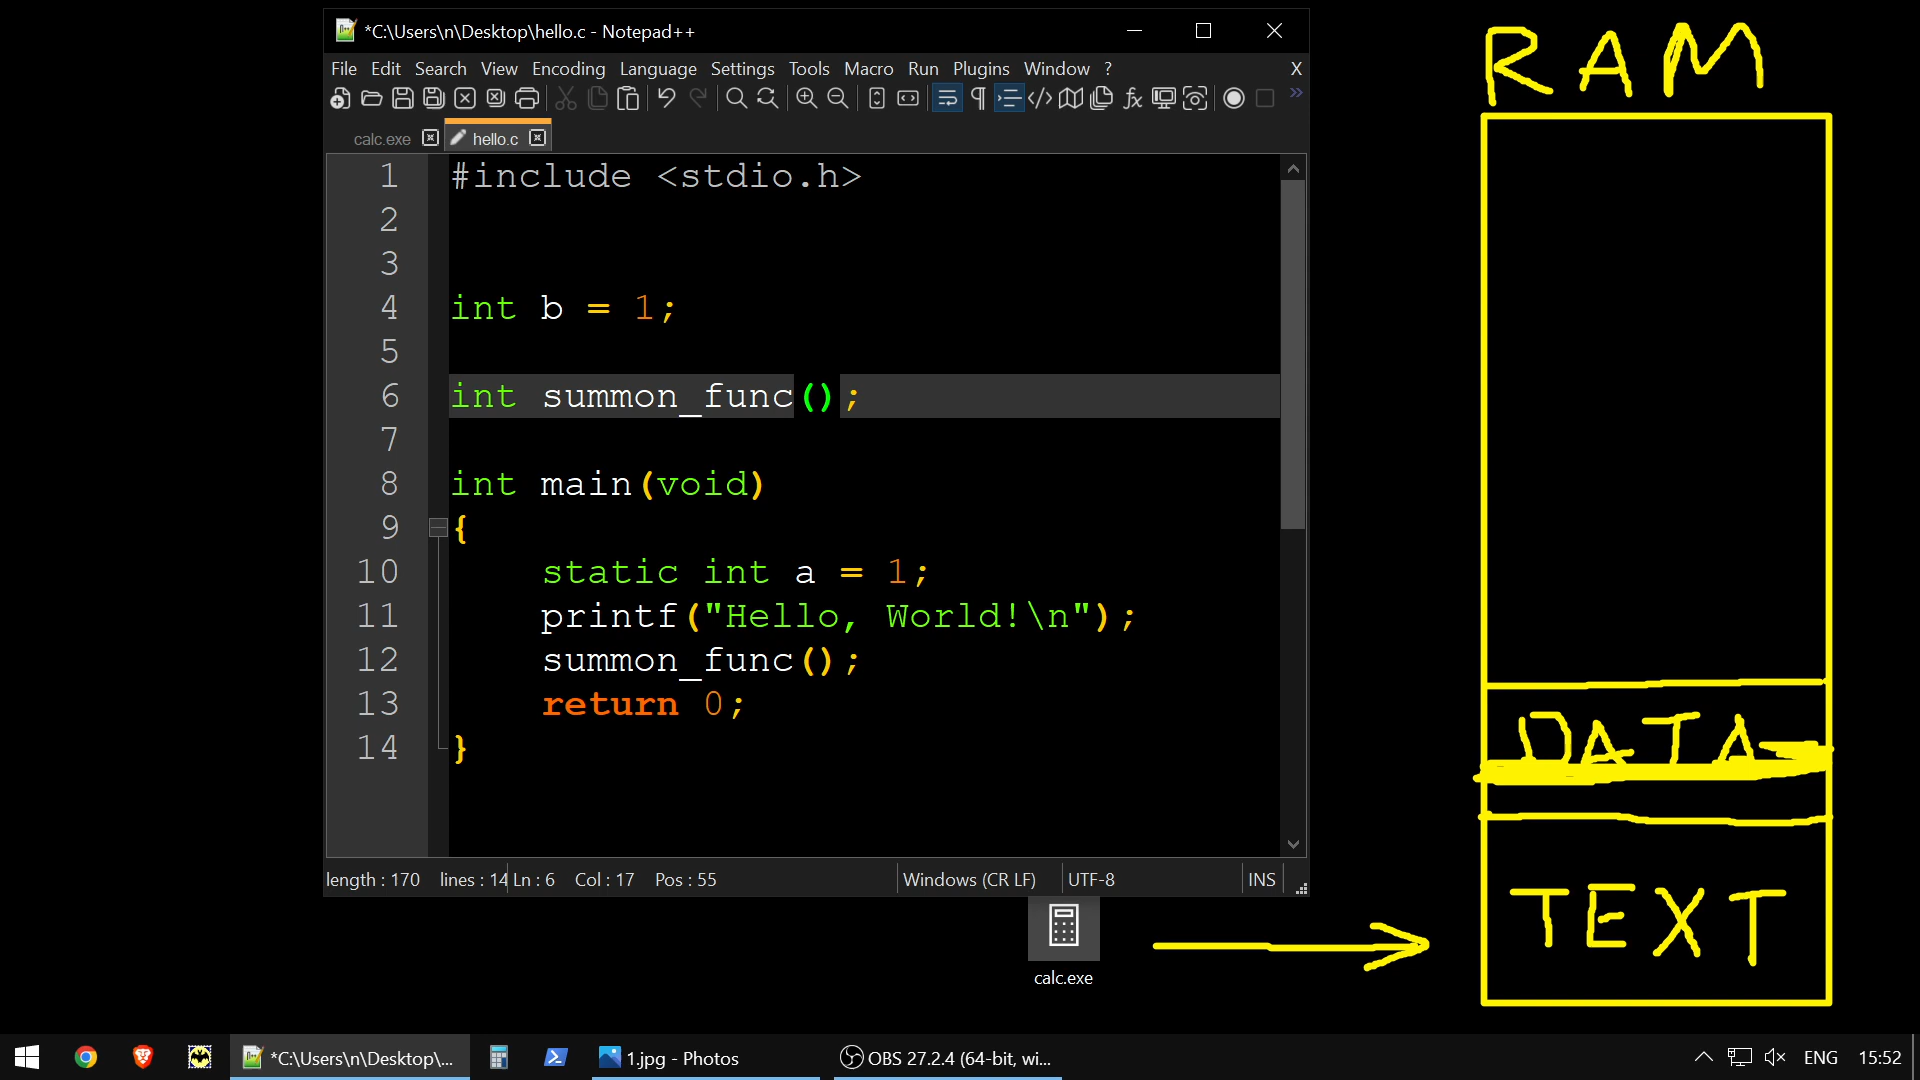 *C:\Users\n\Desktop\hello.c - Notepad++
File Edit Search View Encoding Language Settings Tools Macro Run Plugins Window ? X
calc.exe hello.c
1 #include <stdio.h>
2
3
4 int b = 1;
5
6 int summon_func();
7
8 int main(void)
9 {
10 static int a = 1;
11 printf("Hello, World!\n");
12 summon_func();
13 return 0;
14 }
length : 170 lines : 14 Ln : 6 Col : 17 Pos : 55 Windows (CR LF) UTF-8 INS
calc.exe
RAM
DATA
TEXT
*C:\Users\n\Desktop\... 1.jpg - Photos OBS 27.2.4 (64-bit, wi... ENG 15:52